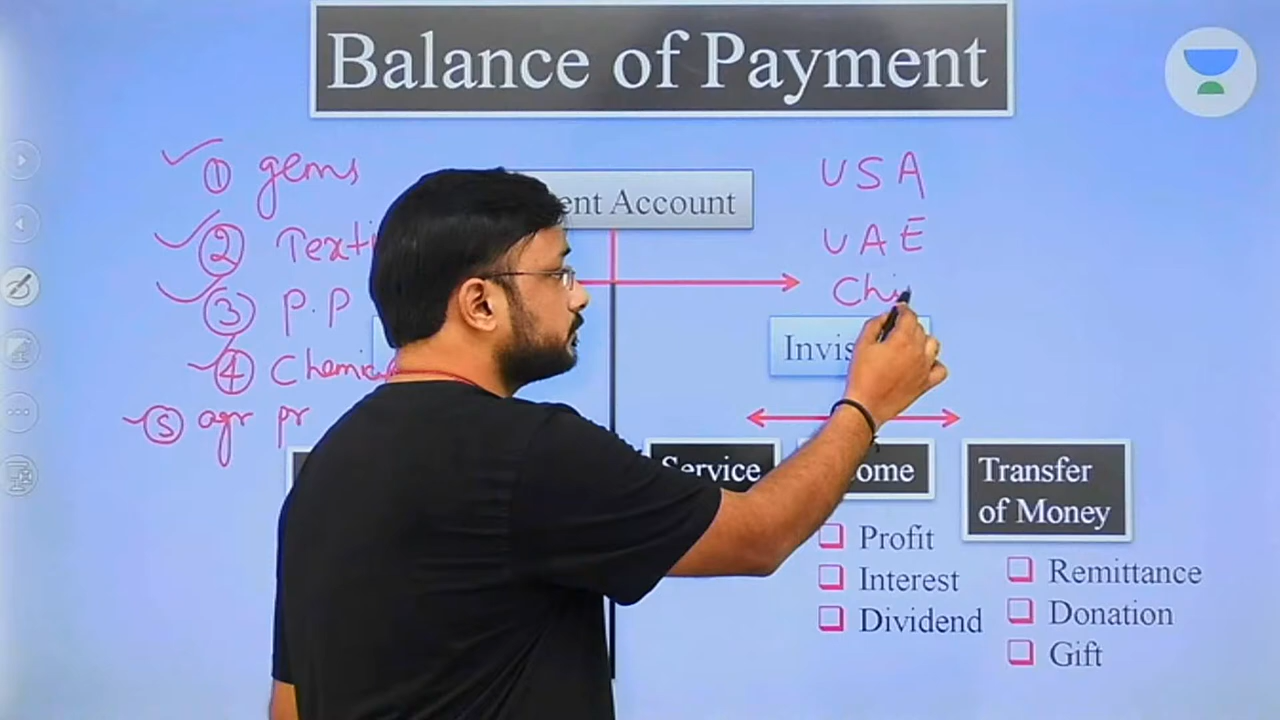 Balance of Payment
① gems
USA
ent Account
② Texti
UAE
③ P.P
Chi
Invis
④ Chemic
⑤ agr pr
Service
ome
Transfer
of Money
Profit
Interest
Dividend
Remittance
Donation
Gift